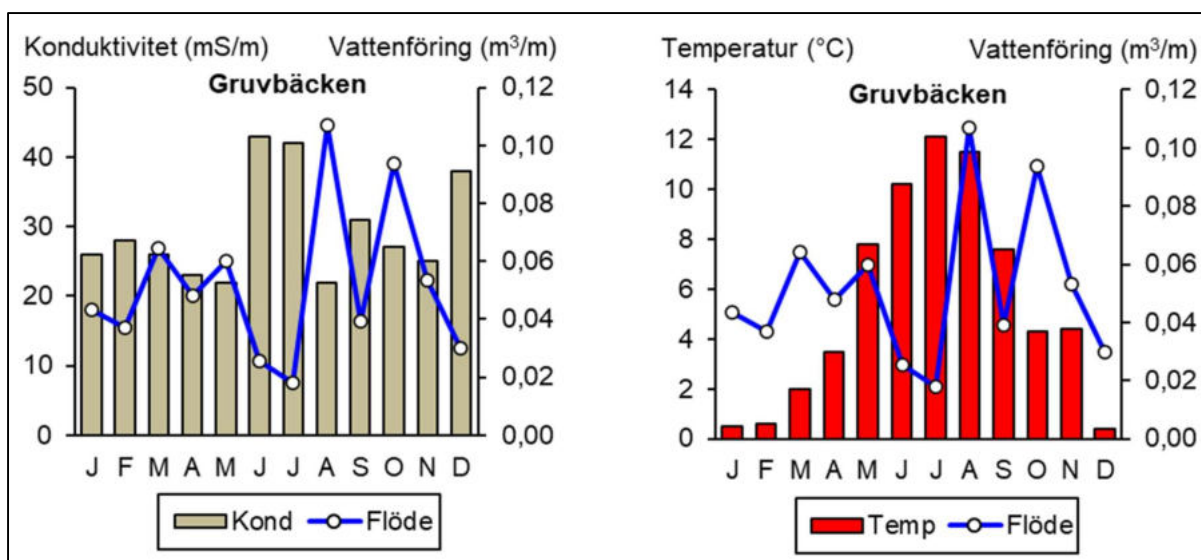 Konduktivitet (mS/m) Vattenföring (m³/m)
Gruvbäcken
50 0,12
40 0,10
30 0,08
20 0,06
10 0,04
0 0,02
0,00
J F M A M J J A S O N D
Kond Flöde
Temperatur (°C) Vattenföring (m³/m)
Gruvbäcken
14 0,12
12 0,10
10 0,08
8 0,06
6 0,04
4 0,02
2 0,00
0
J F M A M J J A S O N D
Temp Flöde